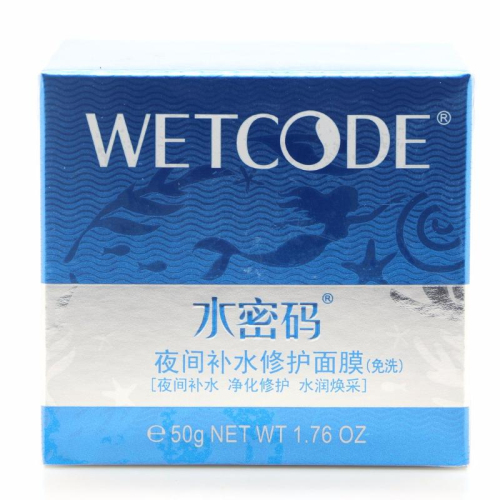 WETCODE®
水密码®
夜间补水修护面膜(免洗)
[夜间补水 净化修护 水润焕采]
℮ 50g NET WT 1.76 OZ